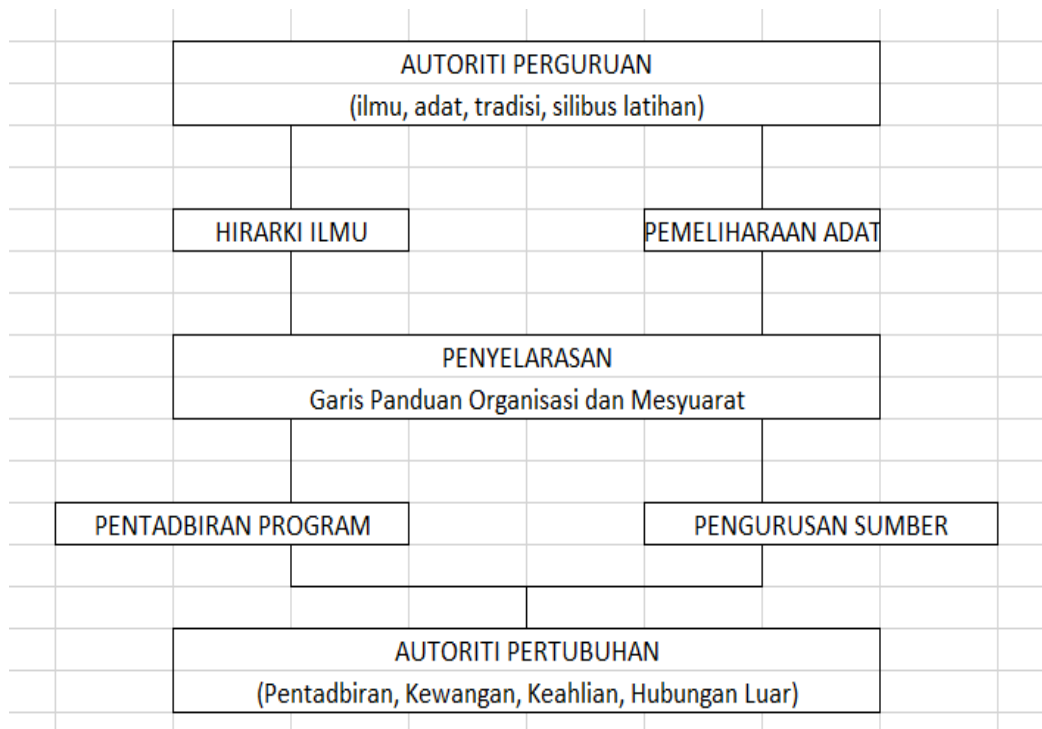 AUTORITI PERGURUAN
(ilmu, adat, tradisi, silibus latihan)
HIRARKI ILMU
PEMELIHARAAN ADAT
PENYELARASAN
Garis Panduan Organisasi dan Mesyuarat
PENTADBIRAN PROGRAM
PENGURUSAN SUMBER
AUTORITI PERTUBUHAN
(Pentadbiran, Kewangan, Keahlian, Hubungan Luar)